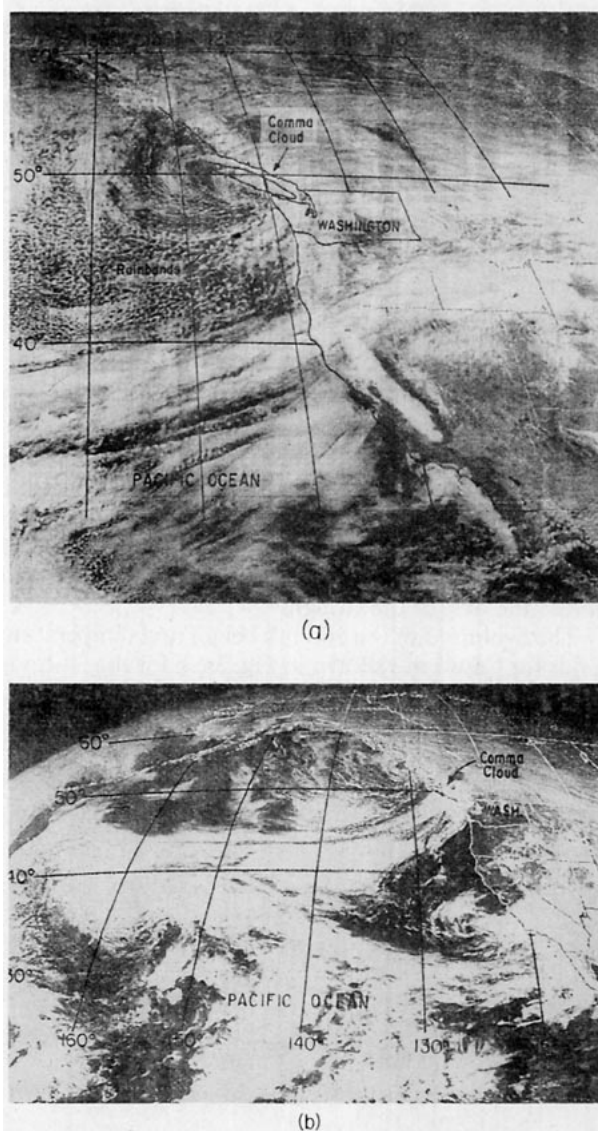 Comma
Cloud
50°
WASHINGTON
Rainbands
40°
PACIFIC OCEAN
(a)
60°
Comma
Cloud
50°
WASH.
40°
30°
PACIFIC OCEAN
160°
150°
140°
130°
(b)